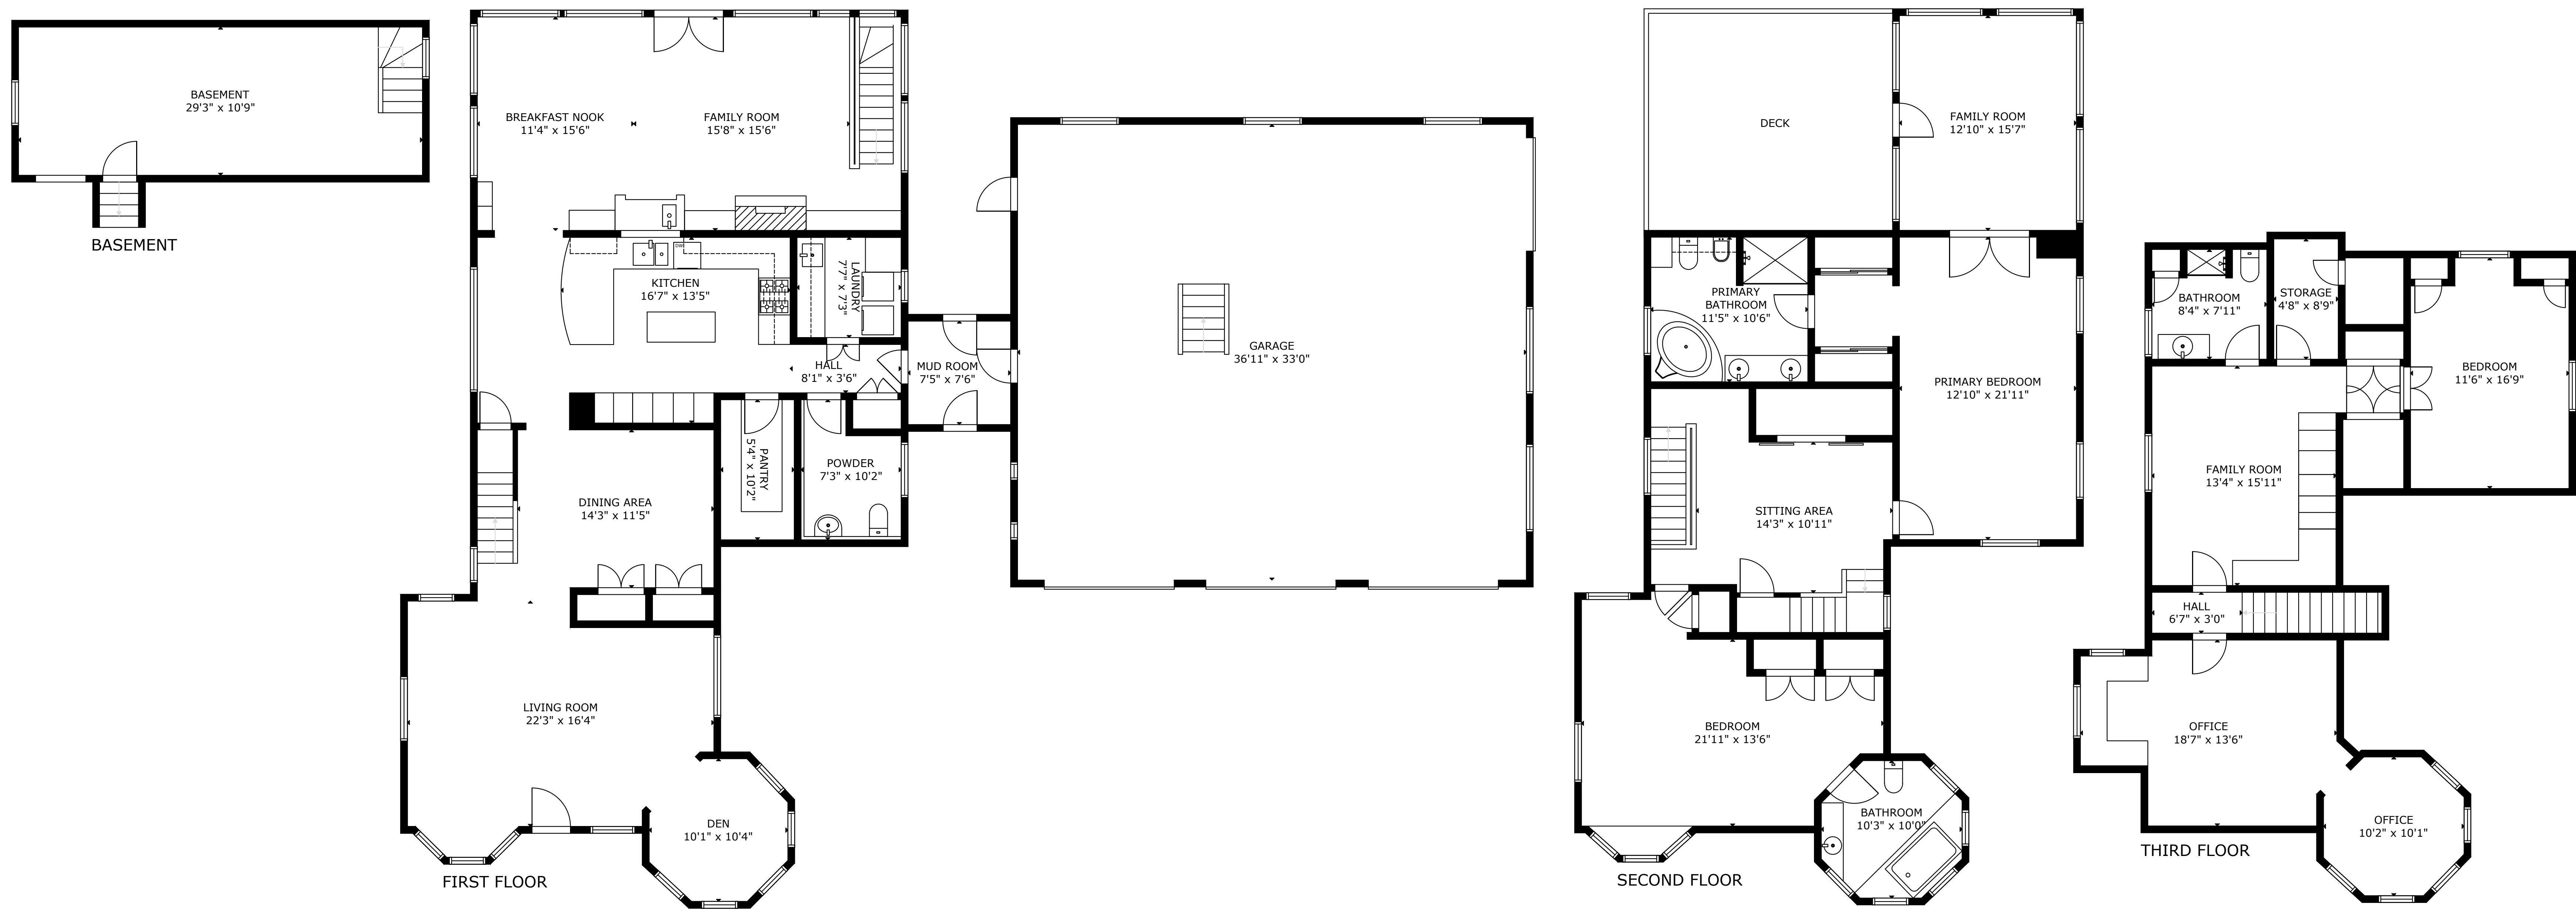 BASEMENT
29'3" x 10'9"
BASEMENT
BREAKFAST NOOK
11'4" x 15'6"
FAMILY ROOM
15'8" x 15'6"
KITCHEN
16'7" x 13'5"
DW
LAUNDRY
7'7" x 7'3"
HALL
8'1" x 3'6"
MUD ROOM
7'5" x 7'6"
GARAGE
36'11" x 33'0"
PANTRY
5'4" x 10'2"
POWDER
7'3" x 10'2"
DINING AREA
14'3" x 11'5"
LIVING ROOM
22'3" x 16'4"
DEN
10'1" x 10'4"
FIRST FLOOR
DECK
FAMILY ROOM
12'10" x 15'7"
PRIMARY
BATHROOM
11'5" x 10'6"
PRIMARY BEDROOM
12'10" x 21'11"
SITTING AREA
14'3" x 10'11"
BEDROOM
21'11" x 13'6"
BATHROOM
10'3" x 10'0"
SECOND FLOOR
BATHROOM
8'4" x 7'11"
STORAGE
4'8" x 8'9"
BEDROOM
11'6" x 16'9"
FAMILY ROOM
13'4" x 15'11"
HALL
6'7" x 3'0"
OFFICE
18'7" x 13'6"
OFFICE
10'2" x 10'1"
THIRD FLOOR